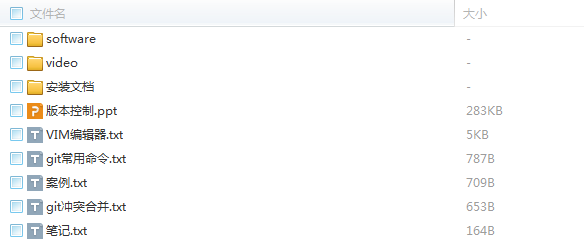 文件名 大小
software -
video -
安装文档 -
版本控制.ppt 283KB
VIM编辑器.txt 5KB
git常用命令.txt 787B
案例.txt 709B
git冲突合并.txt 653B
笔记.txt 164B